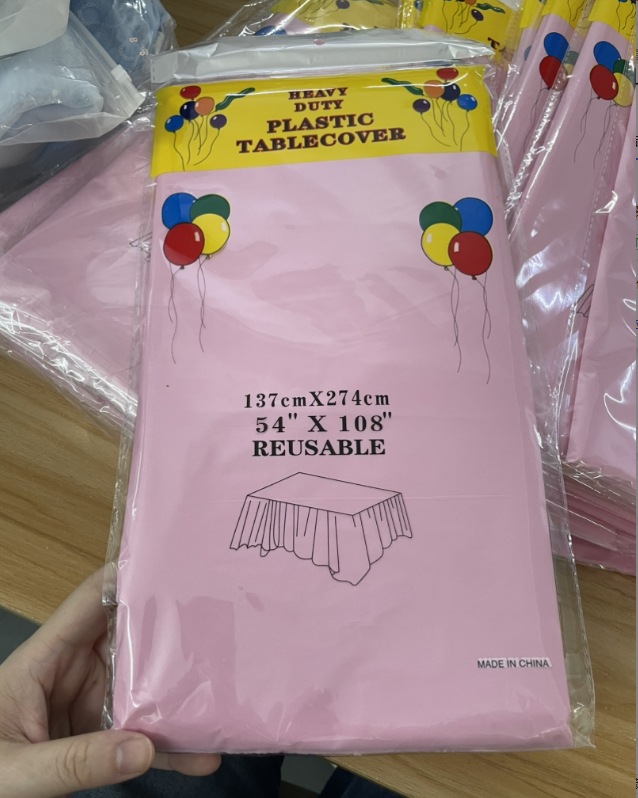 HEAVY
DUTY
PLASTIC
TABLECOVER
137cmX274cm
54" X 108"
REUSABLE
MADE IN CHINA